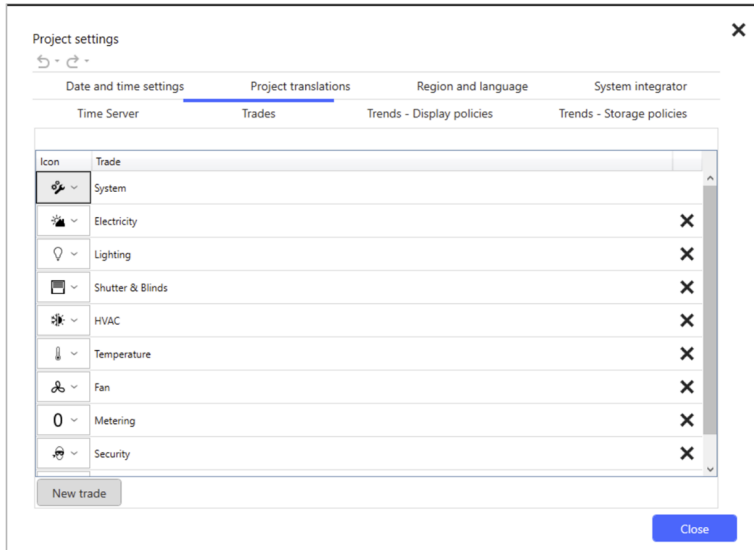 Project settings
Date and time settings Project translations Region and language System integrator
Time Server Trades Trends - Display policies Trends - Storage policies
Icon Trade
System
Electricity
Lighting
Shutter & Blinds
HVAC
Temperature
Fan
0 Metering
Security
New trade
Close